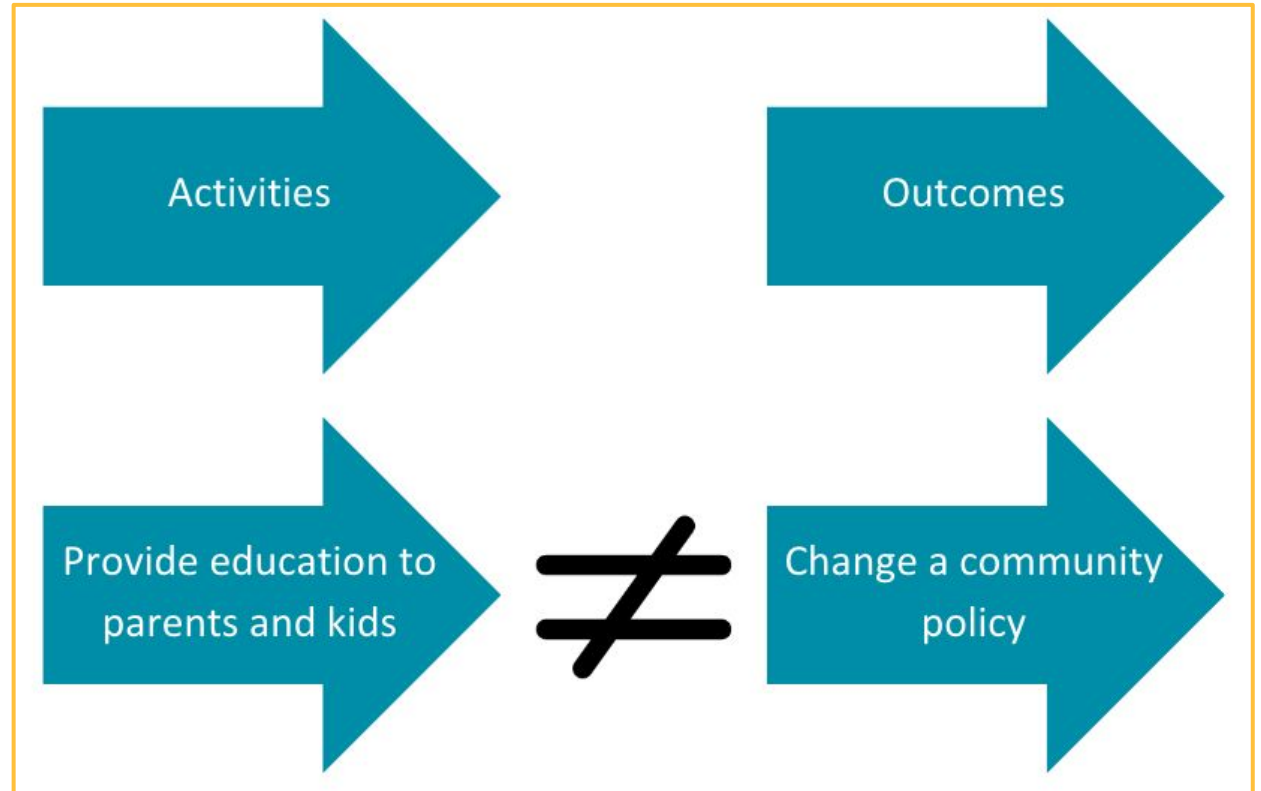 Activities
Outcomes
Provide education to
parents and kids
≠
Change a community
policy